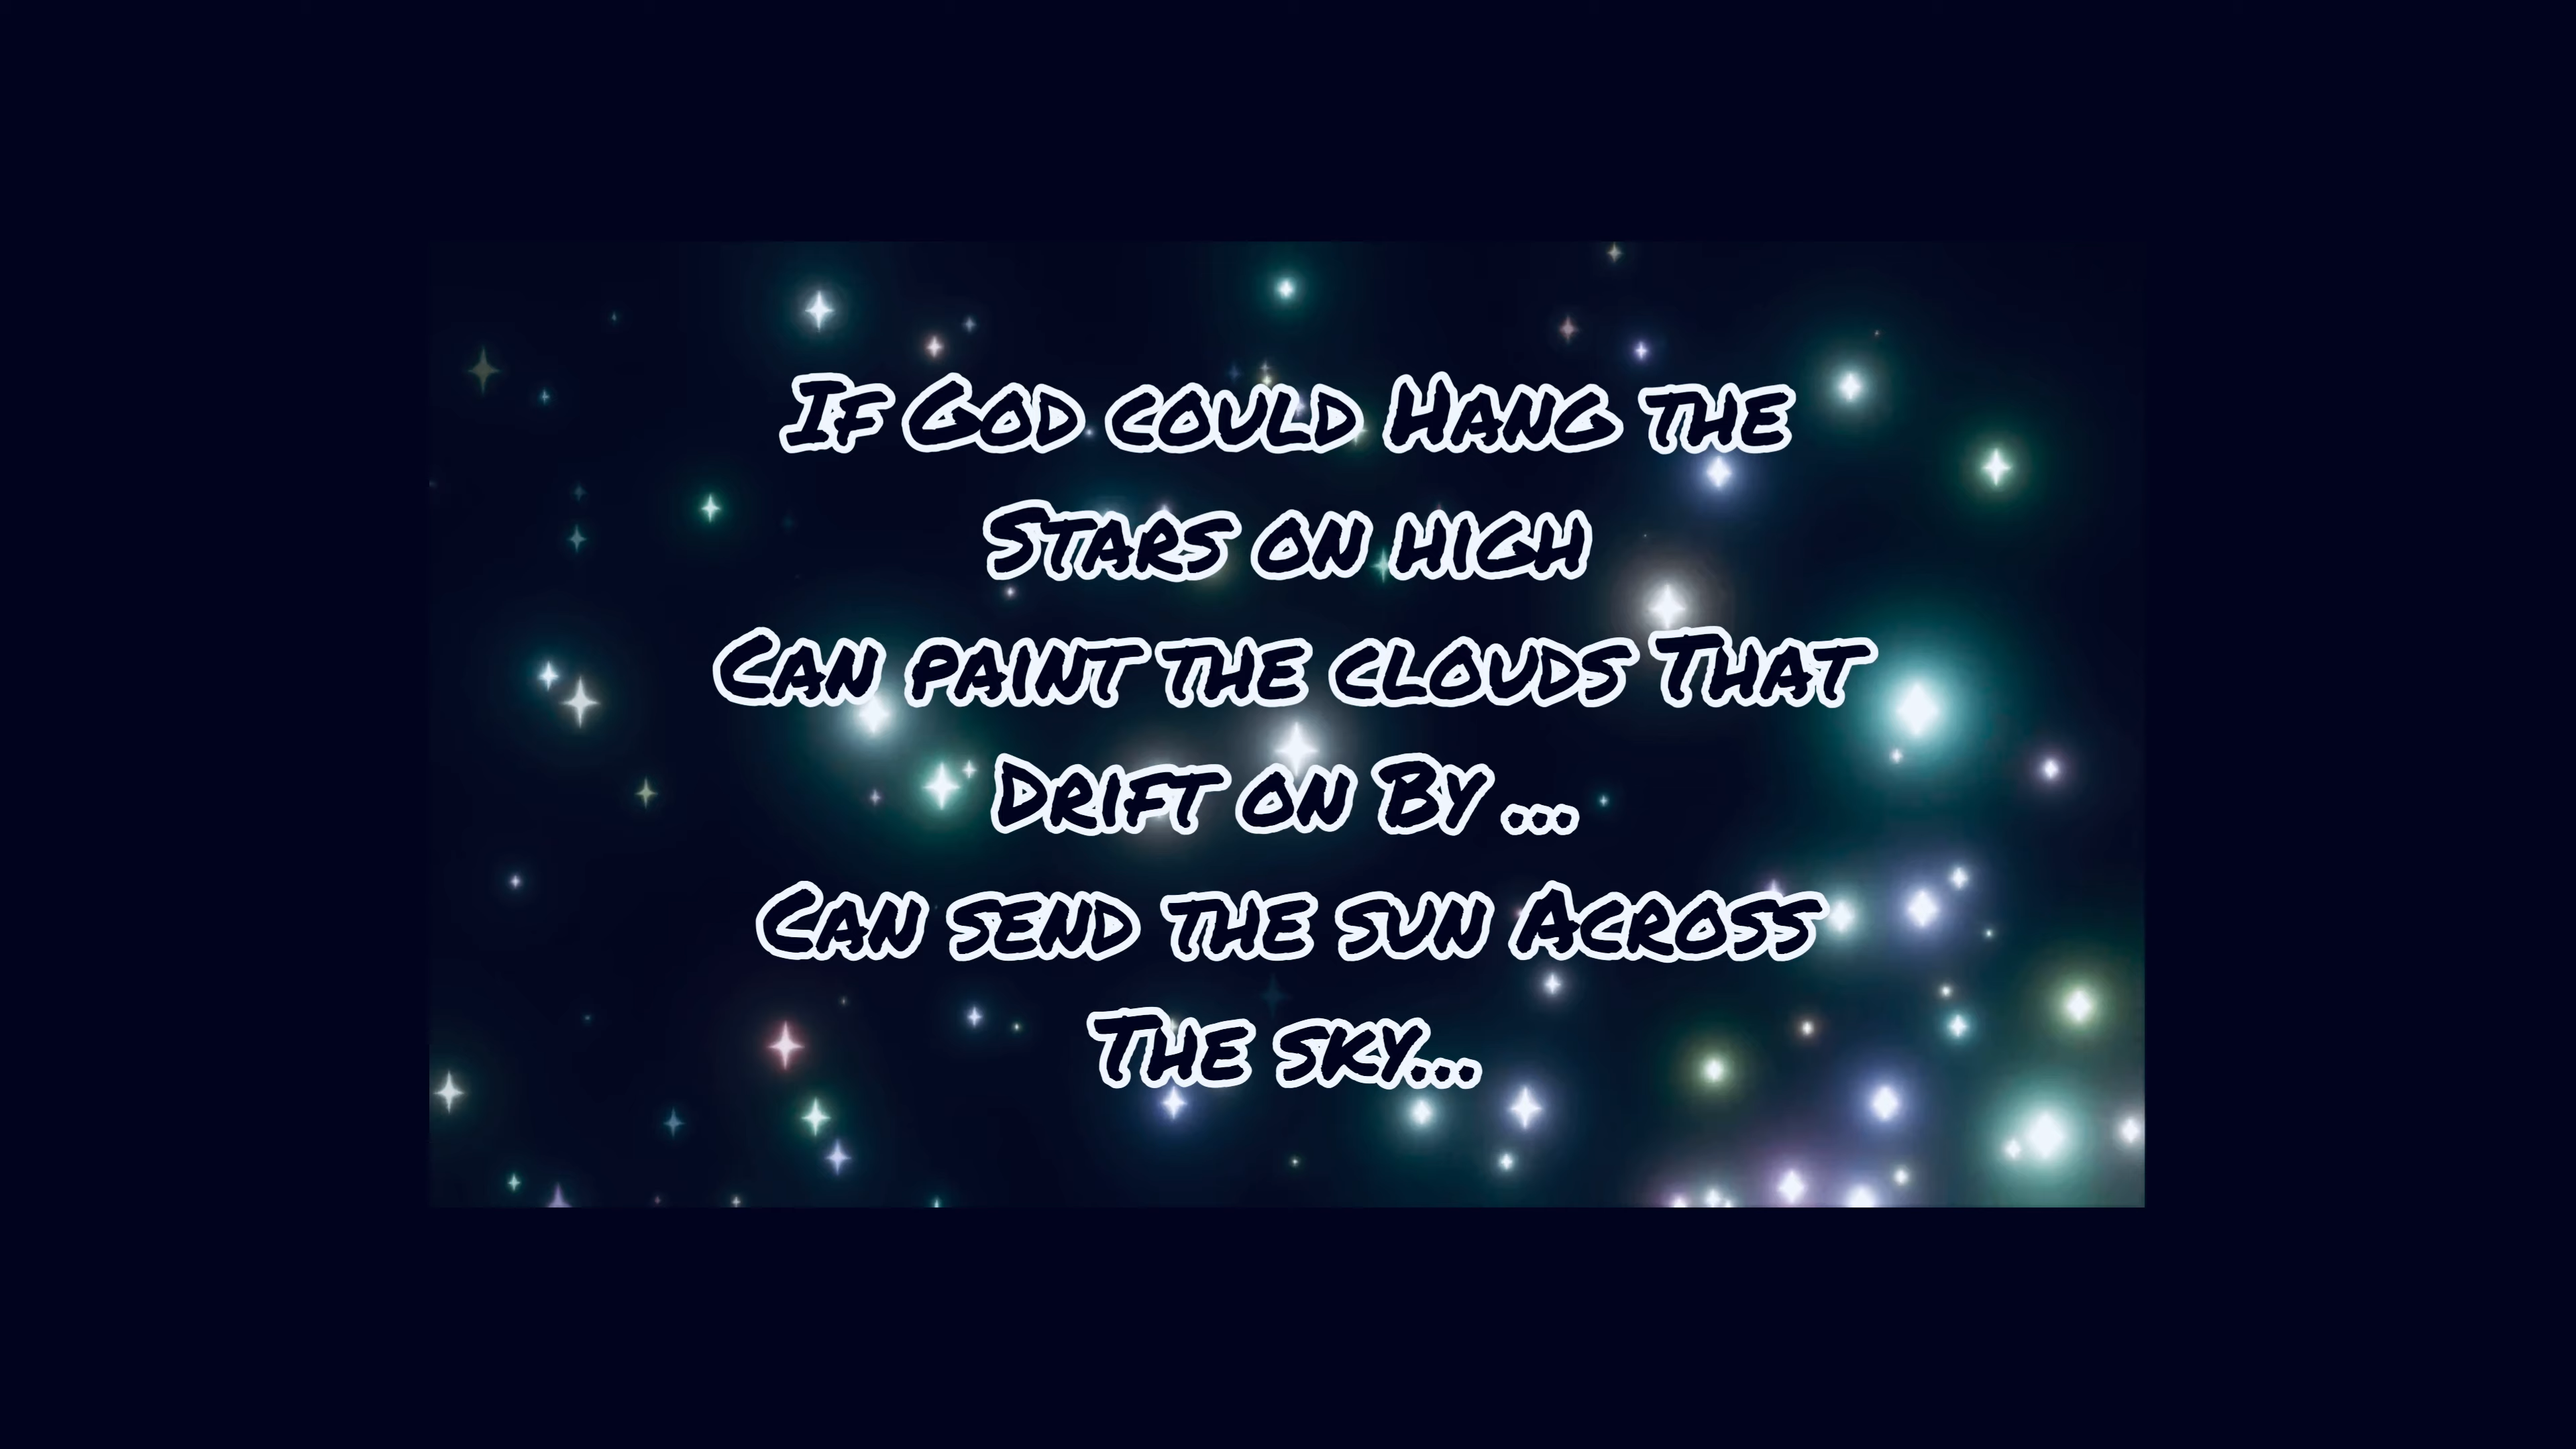 If God could Hang the
Stars on high
Can paint the clouds That
Drift on By ...
Can send the sun Across
The sky...